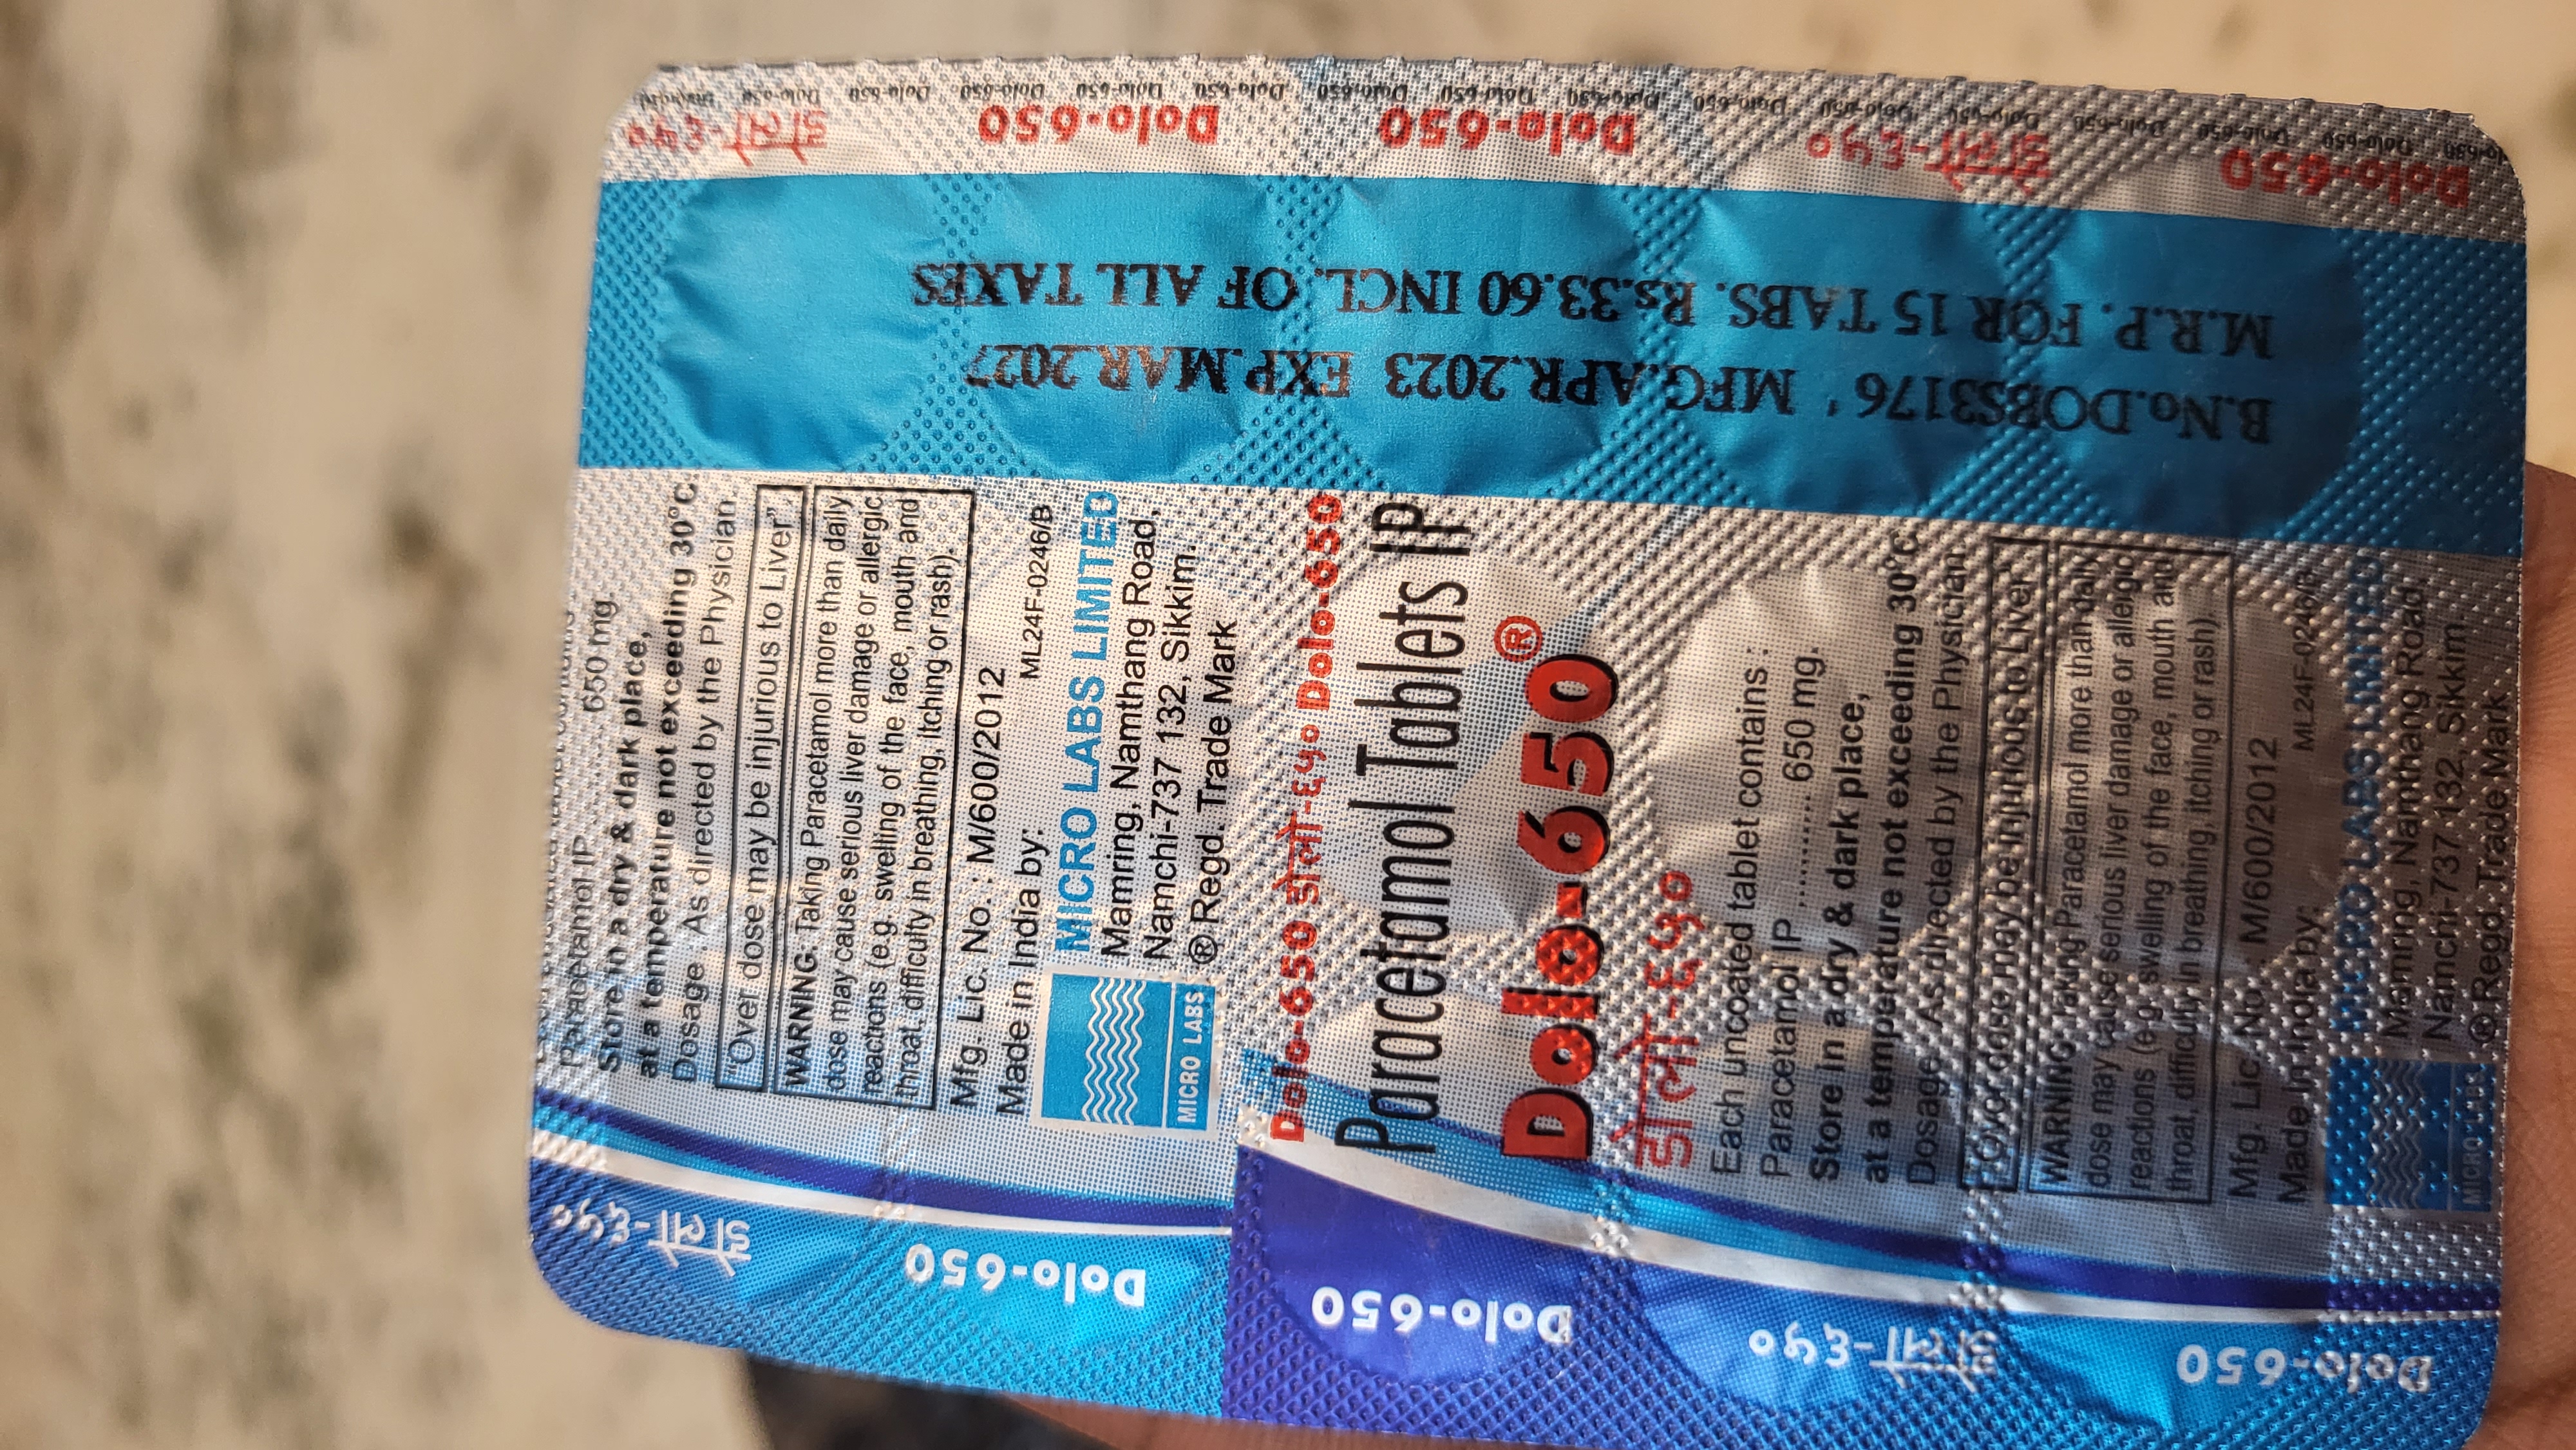 Paracetamol IP .......... 650 mg.
Store in a dry & dark place,
at a temperature not exceeding 30°C.
Dosage : As directed by the Physician.
"Over dose may be injurious to Liver"
WARNING: Taking Paracetamol more than daily
dose may cause serious liver damage or allergic
reactions (e.g. swelling of the face, mouth and
throat, difficulty in breathing, itching or rash).
Mfg. Lic. No. : M/600/2012
Made in India by:
ML24F-0246/B
MICRO LABS LIMITED
Mamring, Namthang Road,
Namchi-737 132, Sikkim.
MICRO LABS
® Regd. Trade Mark
Dolo-650 डोलो-६५० Dolo-650
Paracetamol Tablets IP
Dolo-650®
डोलो-६५०
Each uncoated tablet contains :
Paracetamol IP ........... 650 mg.
Store in a dry & dark place,
at a temperature not exceeding 30°C.
Dosage : As directed by the Physician.
"Over dose may be injurious to Liver"
WARNING: Taking Paracetamol more than daily
dose may cause serious liver damage or allergic
reactions (e.g. swelling of the face, mouth and
throat, difficulty in breathing, itching or rash).
Mfg. Lic. No. : M/600/2012
Made in India by:
ML24F-0246/B
MICRO LABS LIMITED
Mamring, Namthang Road,
Namchi-737 132, Sikkim.
MICRO LABS
® Regd. Trade Mark
डोलो-६५०
Dolo-650
Dolo-650
डोलो-६५०
Dolo-650
B.No.DOBS3176 MFG.APR.2023 EXP.MAR.2027
M.R.P. FOR 15 TABS. Rs.33.60 INCL. OF ALL TAXES
डोलो-६५०
Dolo-650
Dolo-650
डोलो-६५०
Dolo-650